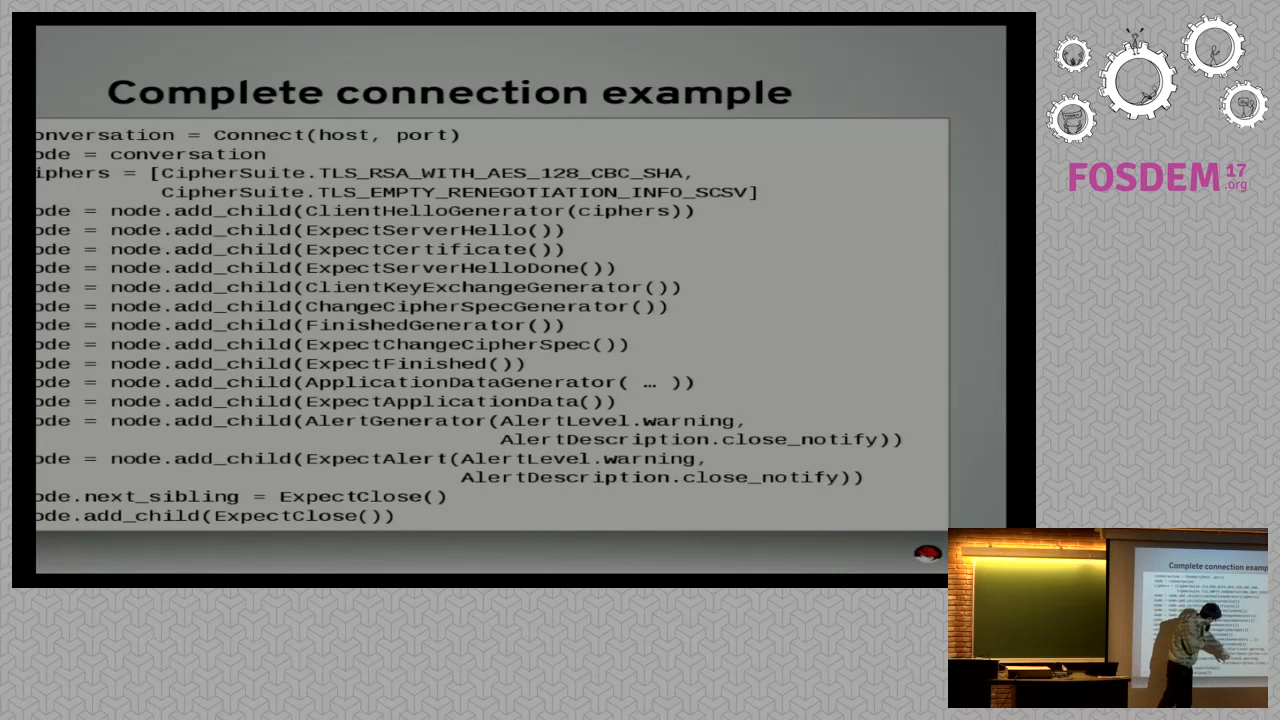 Complete connection example
onversation = Connect(host, port)
ode = conversation
iphers = [CipherSuite.TLS_RSA_WITH_AES_128_CBC_SHA,
CipherSuite.TLS_EMPTY_RENEGOTIATION_INFO_SCSV]
ode = node.add_child(ClientHelloGenerator(ciphers))
ode = node.add_child(ExpectServerHello())
ode = node.add_child(ExpectCertificate())
ode = node.add_child(ExpectServerHelloDone())
ode = node.add_child(ClientKeyExchangeGenerator())
ode = node.add_child(ChangeCipherSpecGenerator())
ode = node.add_child(FinishedGenerator())
ode = node.add_child(ExpectChangeCipherSpec())
ode = node.add_child(ExpectFinished())
ode = node.add_child(ApplicationDataGenerator( … ))
ode = node.add_child(ExpectApplicationData())
ode = node.add_child(AlertGenerator(AlertLevel.warning,
AlertDescription.close_notify))
ode = node.add_child(ExpectAlert(AlertLevel.warning,
AlertDescription.close_notify))
ode.next_sibling = ExpectClose()
ode.add_child(ExpectClose())
FOSDEM 17
.org
Complete connection examp